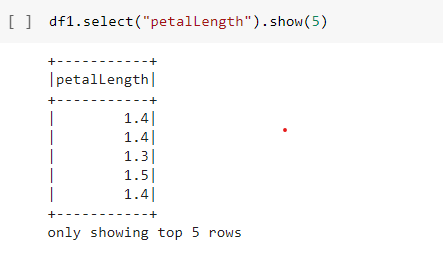 [ ] df1.select("petalLength").show(5)
+-----------+
|petalLength|
+-----------+
|        1.4|
|        1.4|
|        1.3|
|        1.5|
|        1.4|
+-----------+
only showing top 5 rows